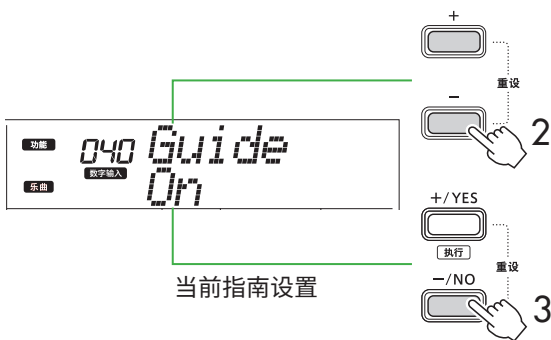 +
重设
−
2
功能
040 Guide
数字输入
乐曲
On
+/YES
执行
重设
当前指南设置
−/NO
3